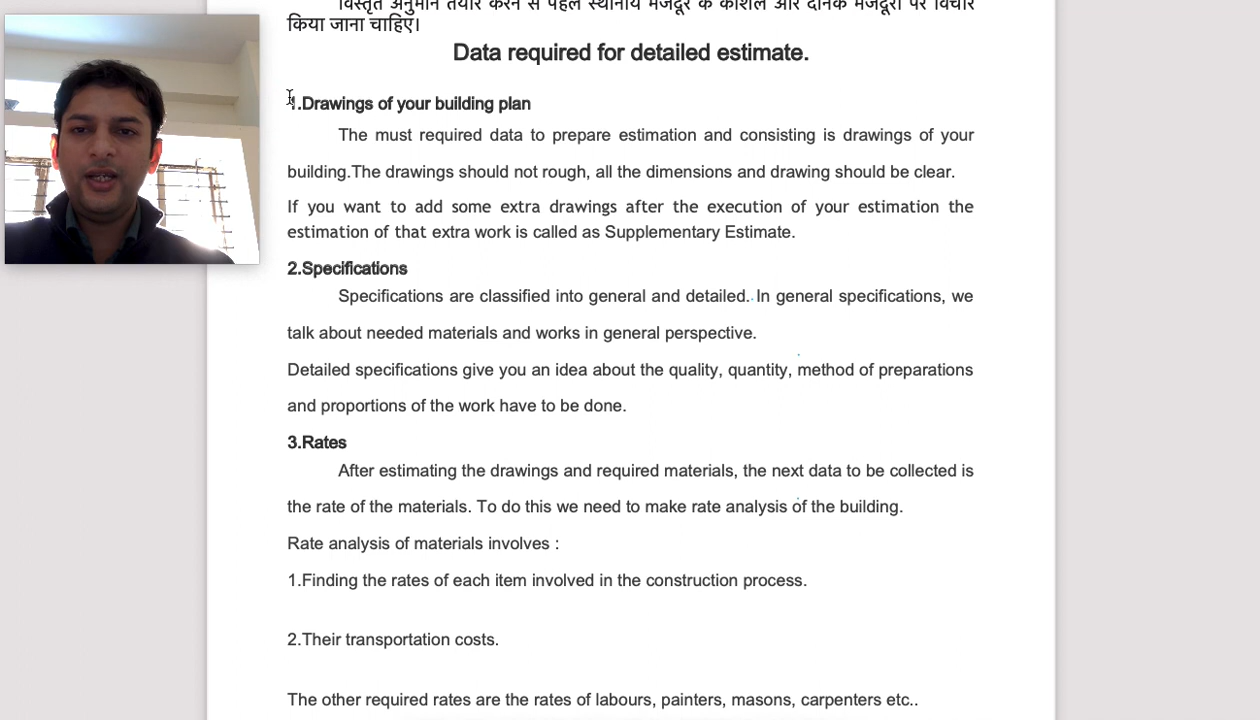 विस्तृत अनुमान तैयार करने से पहले स्थानीय मजदूर के कौशल और दैनिक मजदूरी पर विचार
किया जाना चाहिए।
Data required for detailed estimate.
1.Drawings of your building plan
The must required data to prepare estimation and consisting is drawings of your
building.The drawings should not rough, all the dimensions and drawing should be clear.
If you want to add some extra drawings after the execution of your estimation the
estimation of that extra work is called as Supplementary Estimate.
2.Specifications
Specifications are classified into general and detailed. In general specifications, we
talk about needed materials and works in general perspective.
Detailed specifications give you an idea about the quality, quantity, method of preparations
and proportions of the work have to be done.
3.Rates
After estimating the drawings and required materials, the next data to be collected is
the rate of the materials. To do this we need to make rate analysis of the building.
Rate analysis of materials involves :
1.Finding the rates of each item involved in the construction process.
2.Their transportation costs.
The other required rates are the rates of labours, painters, masons, carpenters etc..